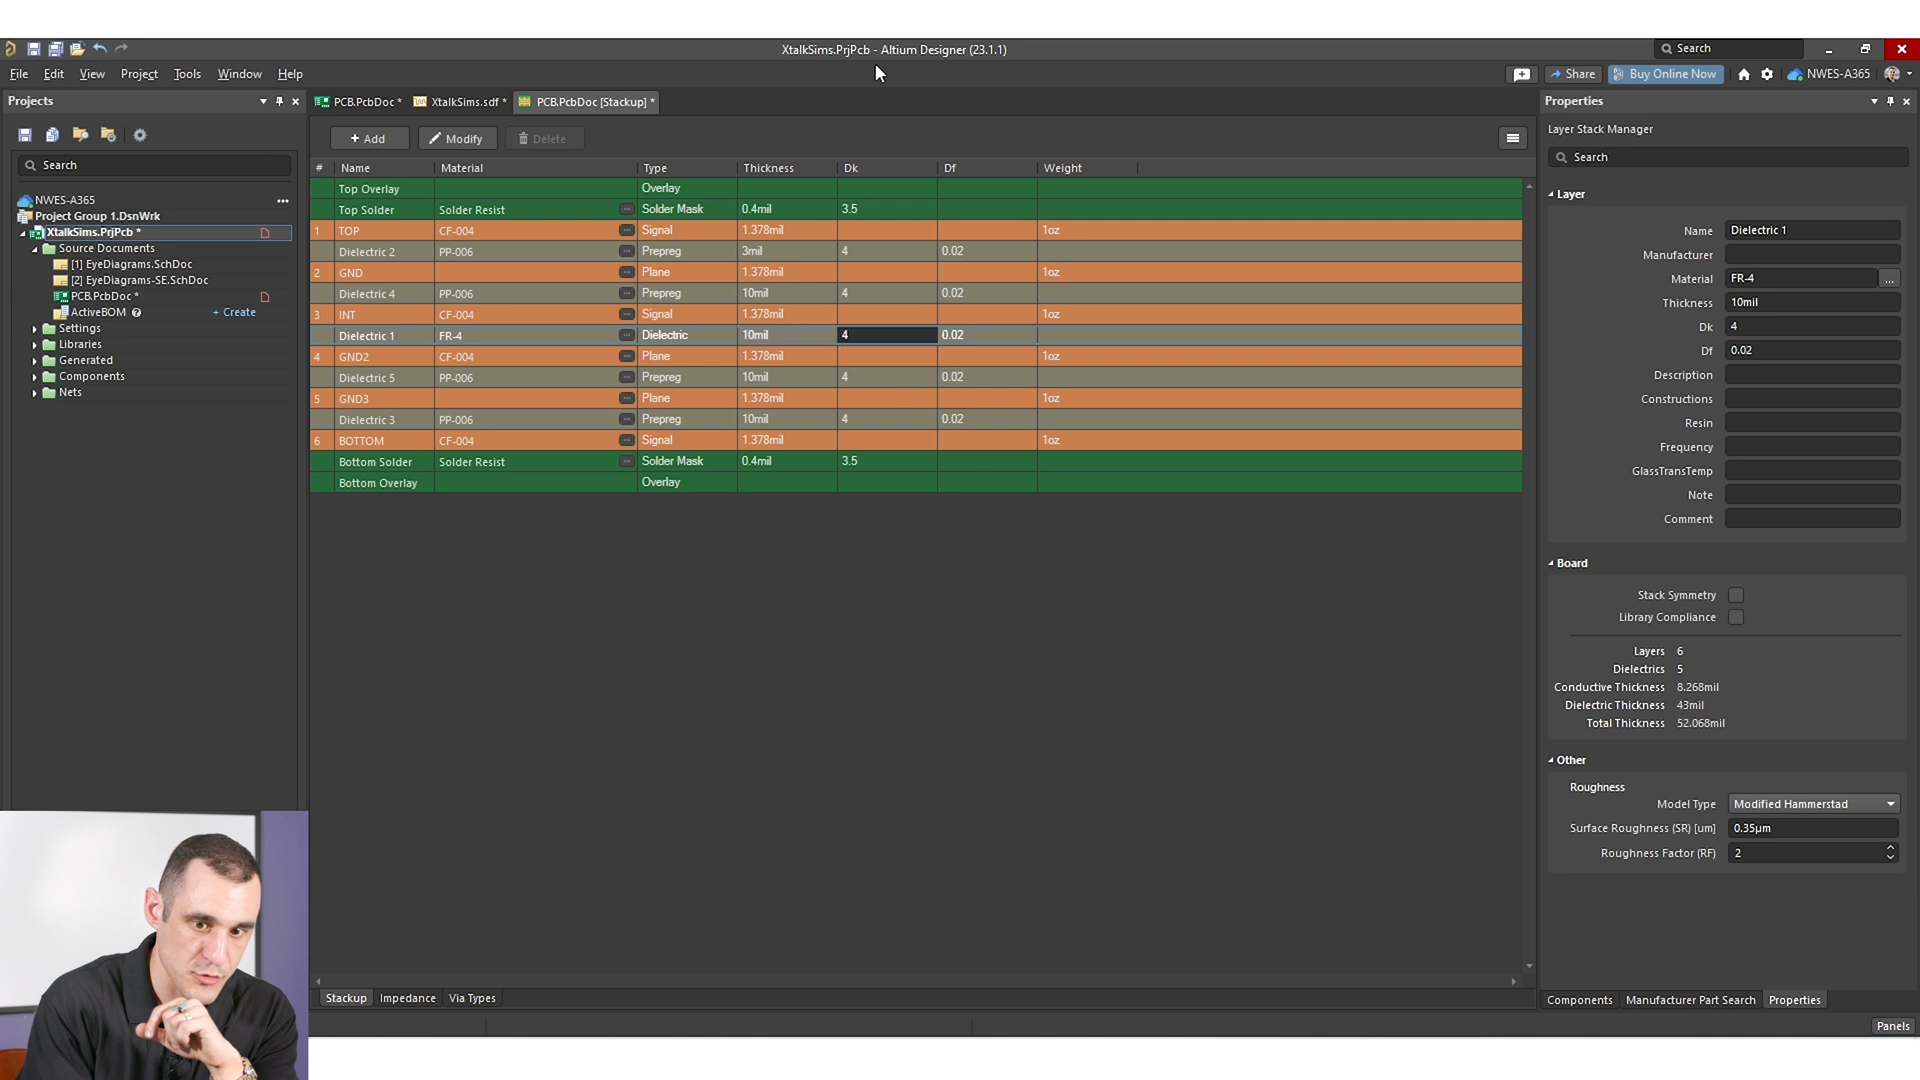 XtalkSims.PrjPcb - Altium Designer (23.1.1)
Search
File Edit View Project Tools Window Help
Share
Buy Online Now
NWES-A365
Projects
PCB.PcbDoc *
XtalkSims.sdf *
PCB.PcbDoc [Stackup] *
Properties
Layer Stack Manager
+ Add
Modify
Delete
Search
Search
# Name Material Type Thickness Dk Df Weight
Top Overlay Overlay
Top Solder Solder Resist Solder Mask 0.4mil 3.5
1 TOP CF-004 Signal 1.378mil 1oz
Dielectric 2 PP-006 Prepreg 3mil 4 0.02
2 GND Plane 1.378mil 1oz
Dielectric 4 PP-006 Prepreg 10mil 4 0.02
3 INT CF-004 Signal 1.378mil 1oz
Dielectric 1 FR-4 Dielectric 10mil 4 0.02
4 GND2 CF-004 Plane 1.378mil 1oz
Dielectric 5 PP-006 Prepreg 10mil 4 0.02
5 GND3 Plane 1.378mil 1oz
Dielectric 3 PP-006 Prepreg 10mil 4 0.02
6 BOTTOM CF-004 Signal 1.378mil 1oz
Bottom Solder Solder Resist Solder Mask 0.4mil 3.5
Bottom Overlay Overlay
NWES-A365
Project Group 1.DsnWrk
XtalkSims.PrjPcb *
Source Documents
[1] EyeDiagrams.SchDoc
[2] EyeDiagrams-SE.SchDoc
PCB.PcbDoc *
ActiveBOM + Create
Settings
Libraries
Generated
Components
Nets
Layer
Name Dielectric 1
Manufacturer
Material FR-4 ...
Thickness 10mil
Dk 4
Df 0.02
Description
Constructions
Resin
Frequency
GlassTransTemp
Note
Comment
Board
Stack Symmetry
Library Compliance
Layers 6
Dielectrics 5
Conductive Thickness 8.268mil
Dielectric Thickness 43mil
Total Thickness 52.068mil
Other
Roughness
Model Type Modified Hammerstad
Surface Roughness (SR) [um] 0.35µm
Roughness Factor (RF) 2
Stackup Impedance Via Types
Components Manufacturer Part Search Properties
Panels